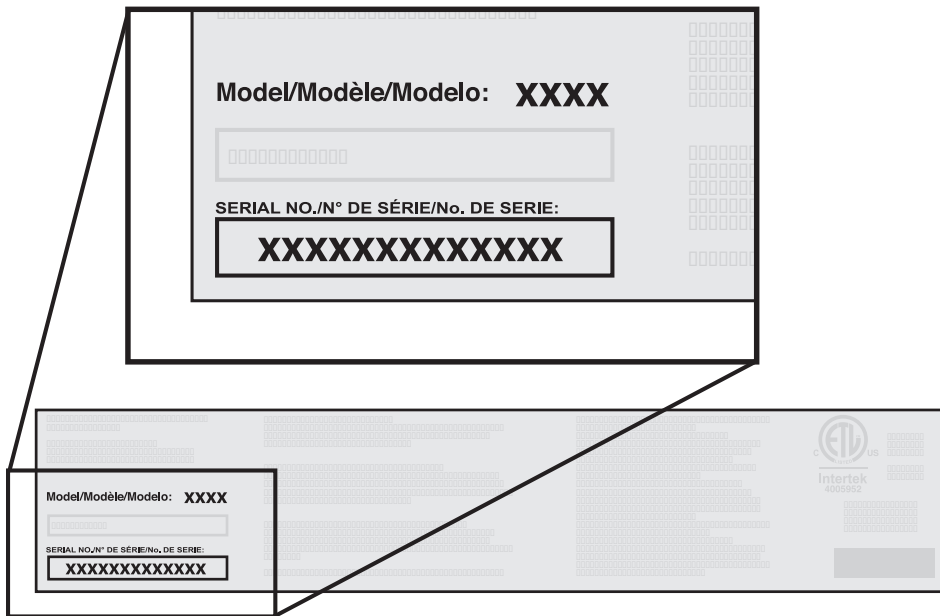 Model/Modèle/Modelo: XXXX
SERIAL NO./N° DE SÉRIE/No. DE SERIE:
XXXXXXXXXXXXX
Model/Modèle/Modelo: XXXX
SERIAL NO./N° DE SÉRIE/No. DE SERIE:
XXXXXXXXXXXXX
C ETL US
Intertek
4005952